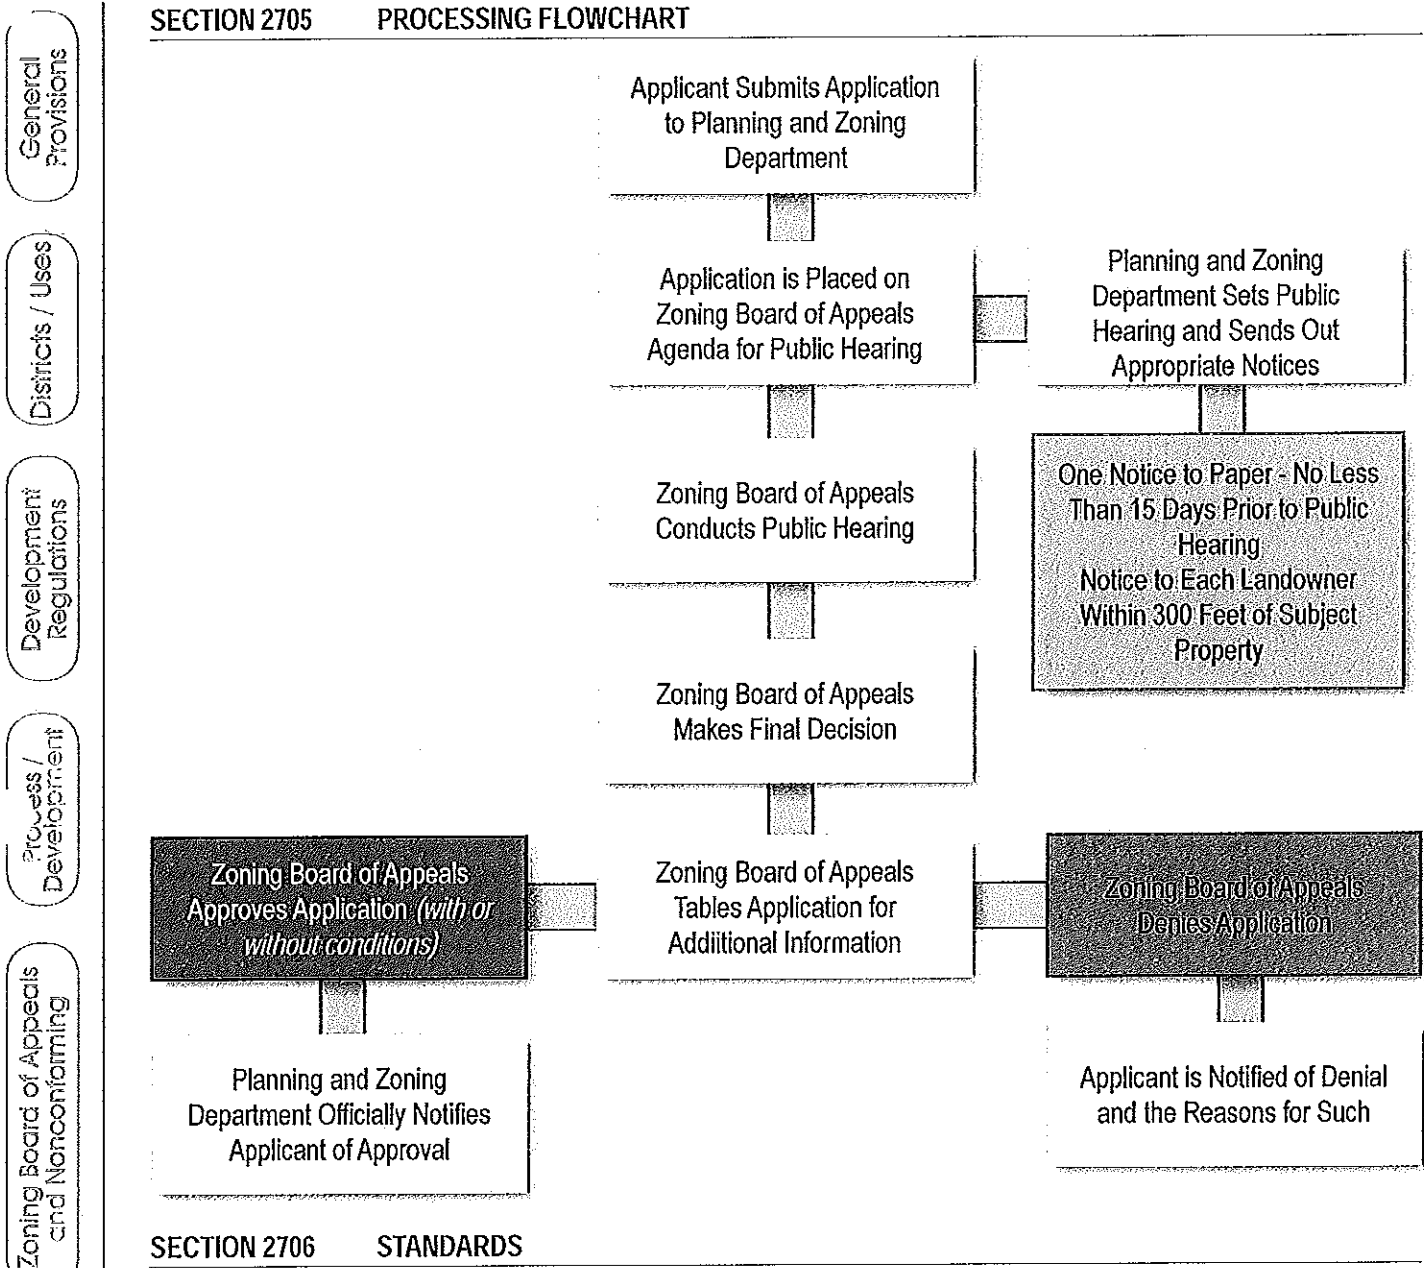 SECTION 2705 PROCESSING FLOWCHART
General
Provisions
Districts / Uses
Development
Regulations
Process /
Development
Zoning Board of Appeals
and Nonconforming
Applicant Submits Application
to Planning and Zoning
Department
Application is Placed on
Zoning Board of Appeals
Agenda for Public Hearing
Planning and Zoning
Department Sets Public
Hearing and Sends Out
Appropriate Notices
One Notice to Paper - No Less
Than 15 Days Prior to Public
Hearing
Notice to Each Landowner
Within 300 Feet of Subject
Property
Zoning Board of Appeals
Conducts Public Hearing
Zoning Board of Appeals
Makes Final Decision
Zoning Board of Appeals
Approves Application (with or
without conditions)
Zoning Board of Appeals
Tables Application for
Addiitional Information
Zoning Board of Appeals
Denies Application
Planning and Zoning
Department Officially Notifies
Applicant of Approval
Applicant is Notified of Denial
and the Reasons for Such
SECTION 2706 STANDARDS